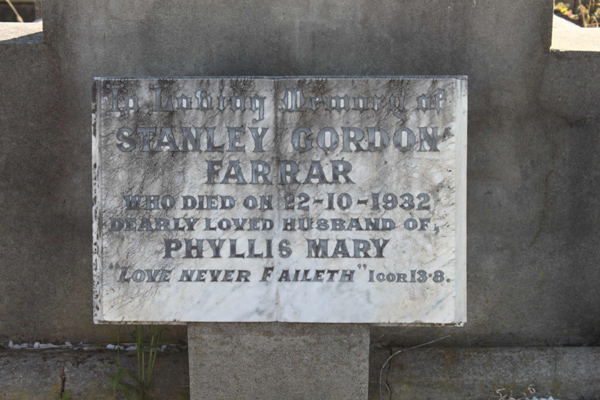 In Loving Memory of
STANLEY GORDON
FARRAR
WHO DIED ON 22-10-1932
DEARLY LOVED HUSBAND OF,
PHYLLIS MARY
"LOVE NEVER FAILETH" 1 COR 13·8.